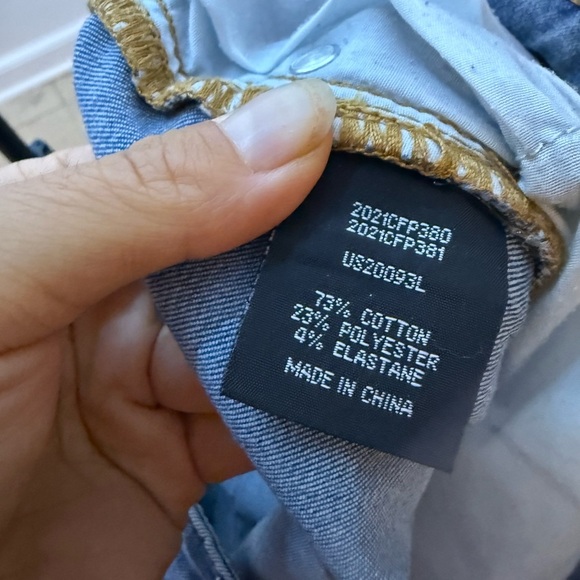 2021CFP380
2021CFP381
US20093L
73% COTTON
23% POLYESTER
4% ELASTANE
MADE IN CHINA